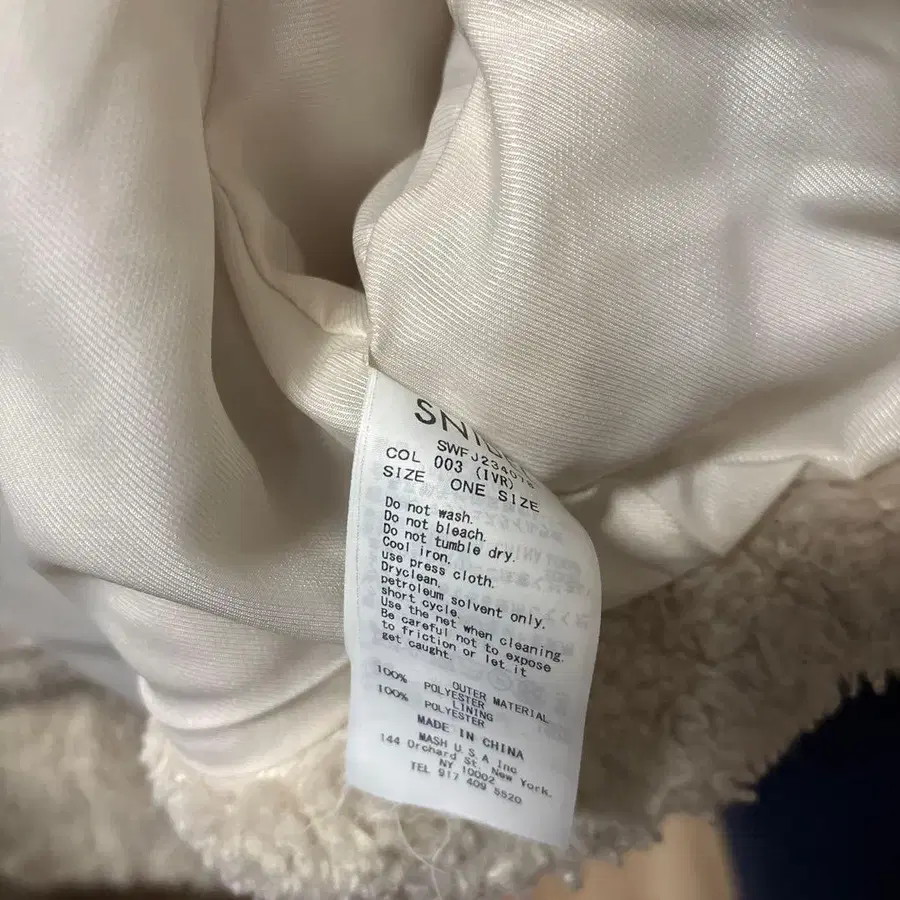 SWFJ234078
COL 003 (IVR)
SIZE ONE SIZE
Do not wash.
Do not bleach.
Do not tumble dry.
Cool iron.
use press cloth.
Dryclean.
petroleum solvent only.
short cycle.
Use the net when cleaning.
Be careful not to expose
to friction or let it
get caught.
OUTER MATERIAL
100% POLYESTER
LINING
100% POLYESTER
MADE IN CHINA
MASH U.S.A Inc
144 Orchard St. New York.
NY 10002
TEL 917 409 5520